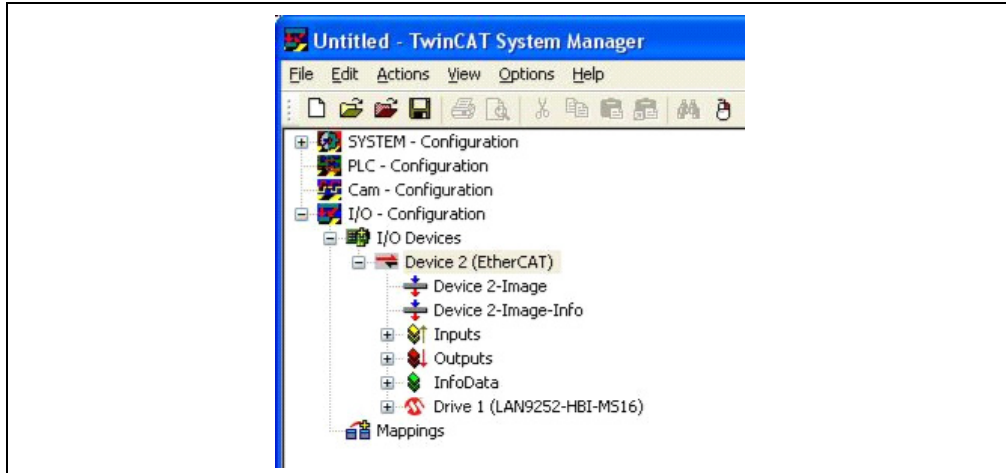 Untitled - TwinCAT System Manager
File Edit Actions View Options Help
SYSTEM - Configuration
PLC - Configuration
Cam - Configuration
I/O - Configuration
I/O Devices
Device 2 (EtherCAT)
Device 2-Image
Device 2-Image-Info
Inputs
Outputs
InfoData
Drive 1 (LAN9252-HBI-MS16)
Mappings